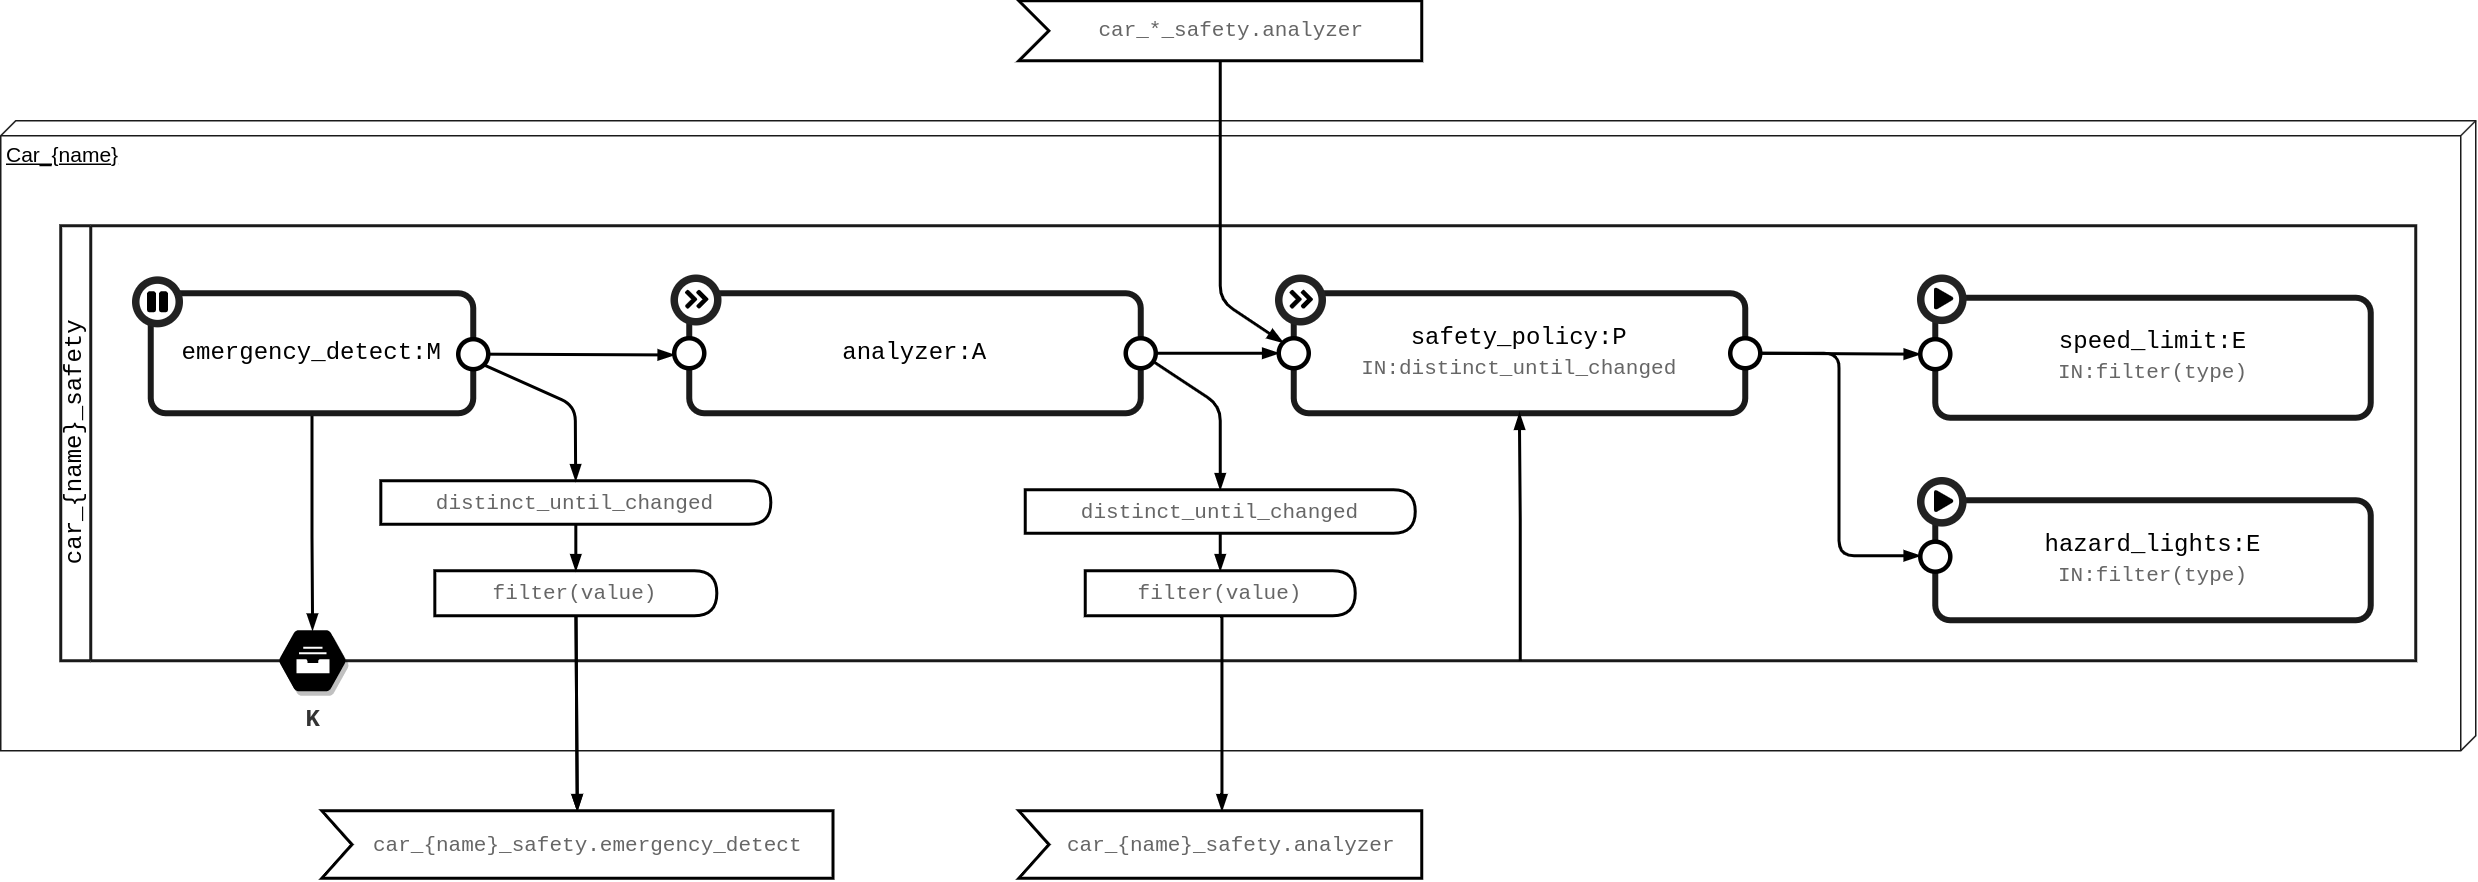 car_*_safety.analyzer
Car_{name}
car_{name}_safety
emergency_detect:M
analyzer:A
safety_policy:P
IN:distinct_until_changed
speed_limit:E
IN:filter(type)
distinct_until_changed
distinct_until_changed
hazard_lights:E
IN:filter(type)
filter(value)
filter(value)
K
car_{name}_safety.emergency_detect
car_{name}_safety.analyzer